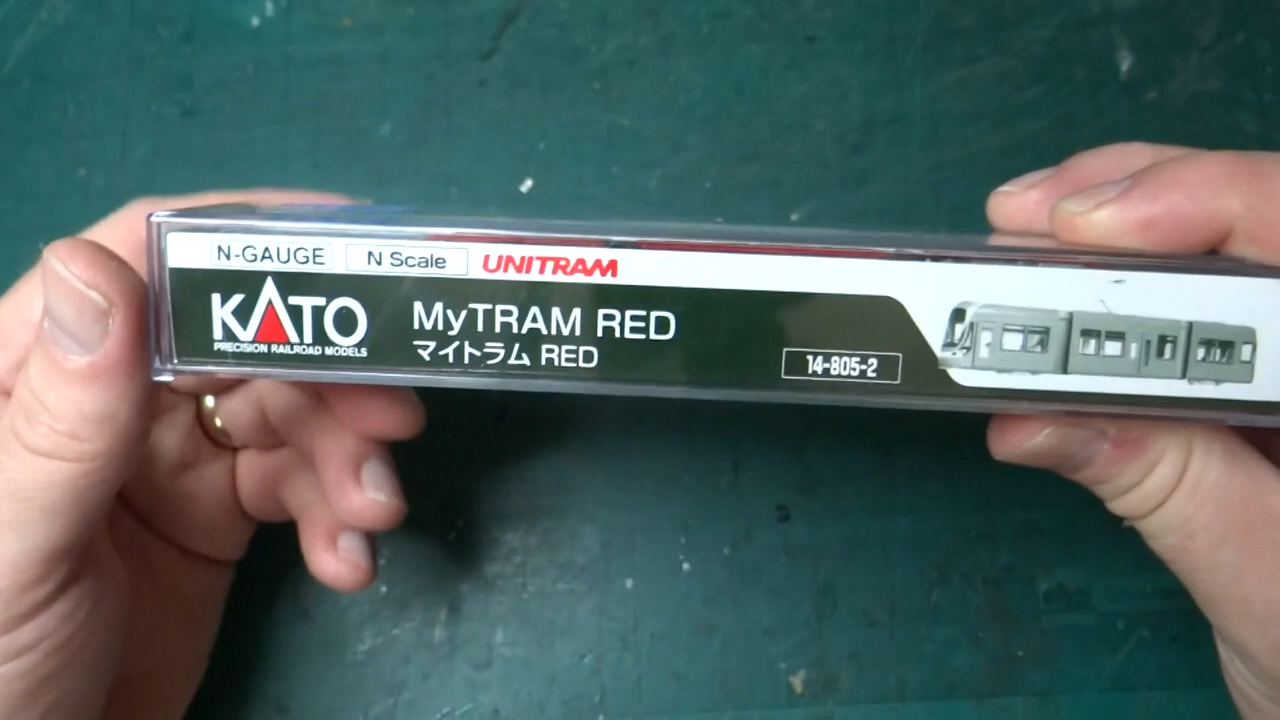 N-GAUGE N Scale UNITRAM
KATO
PRECISION RAILROAD MODELS
MyTRAM RED
マイトラム RED
14-805-2